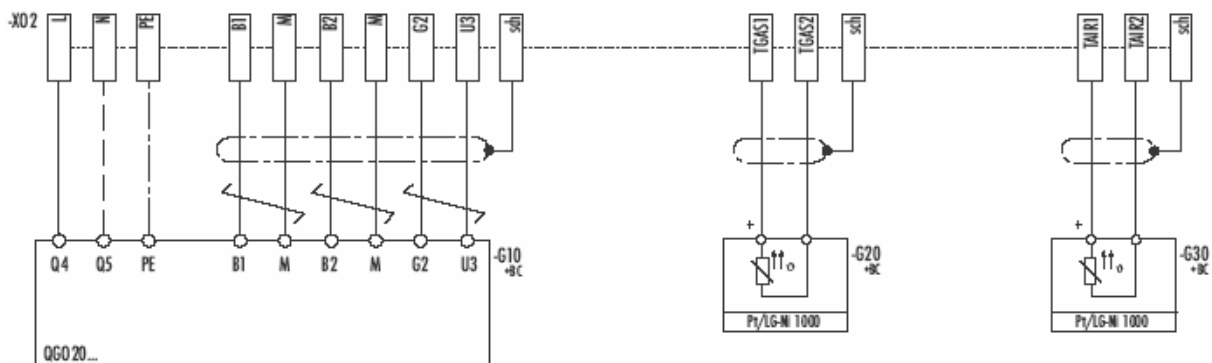 -X02 L N PE B1 M B2 M G2 U3 sch TGAS1 TGAS2 sch TAIR1 TAIR2 sch
+ +
Q4 Q5 PE B1 M B2 M G2 U3 -G10 -G20 -G30
+BC +BC +BC
Pt/LG-Ni 1000 Pt/LG-Ni 1000
QGO20...